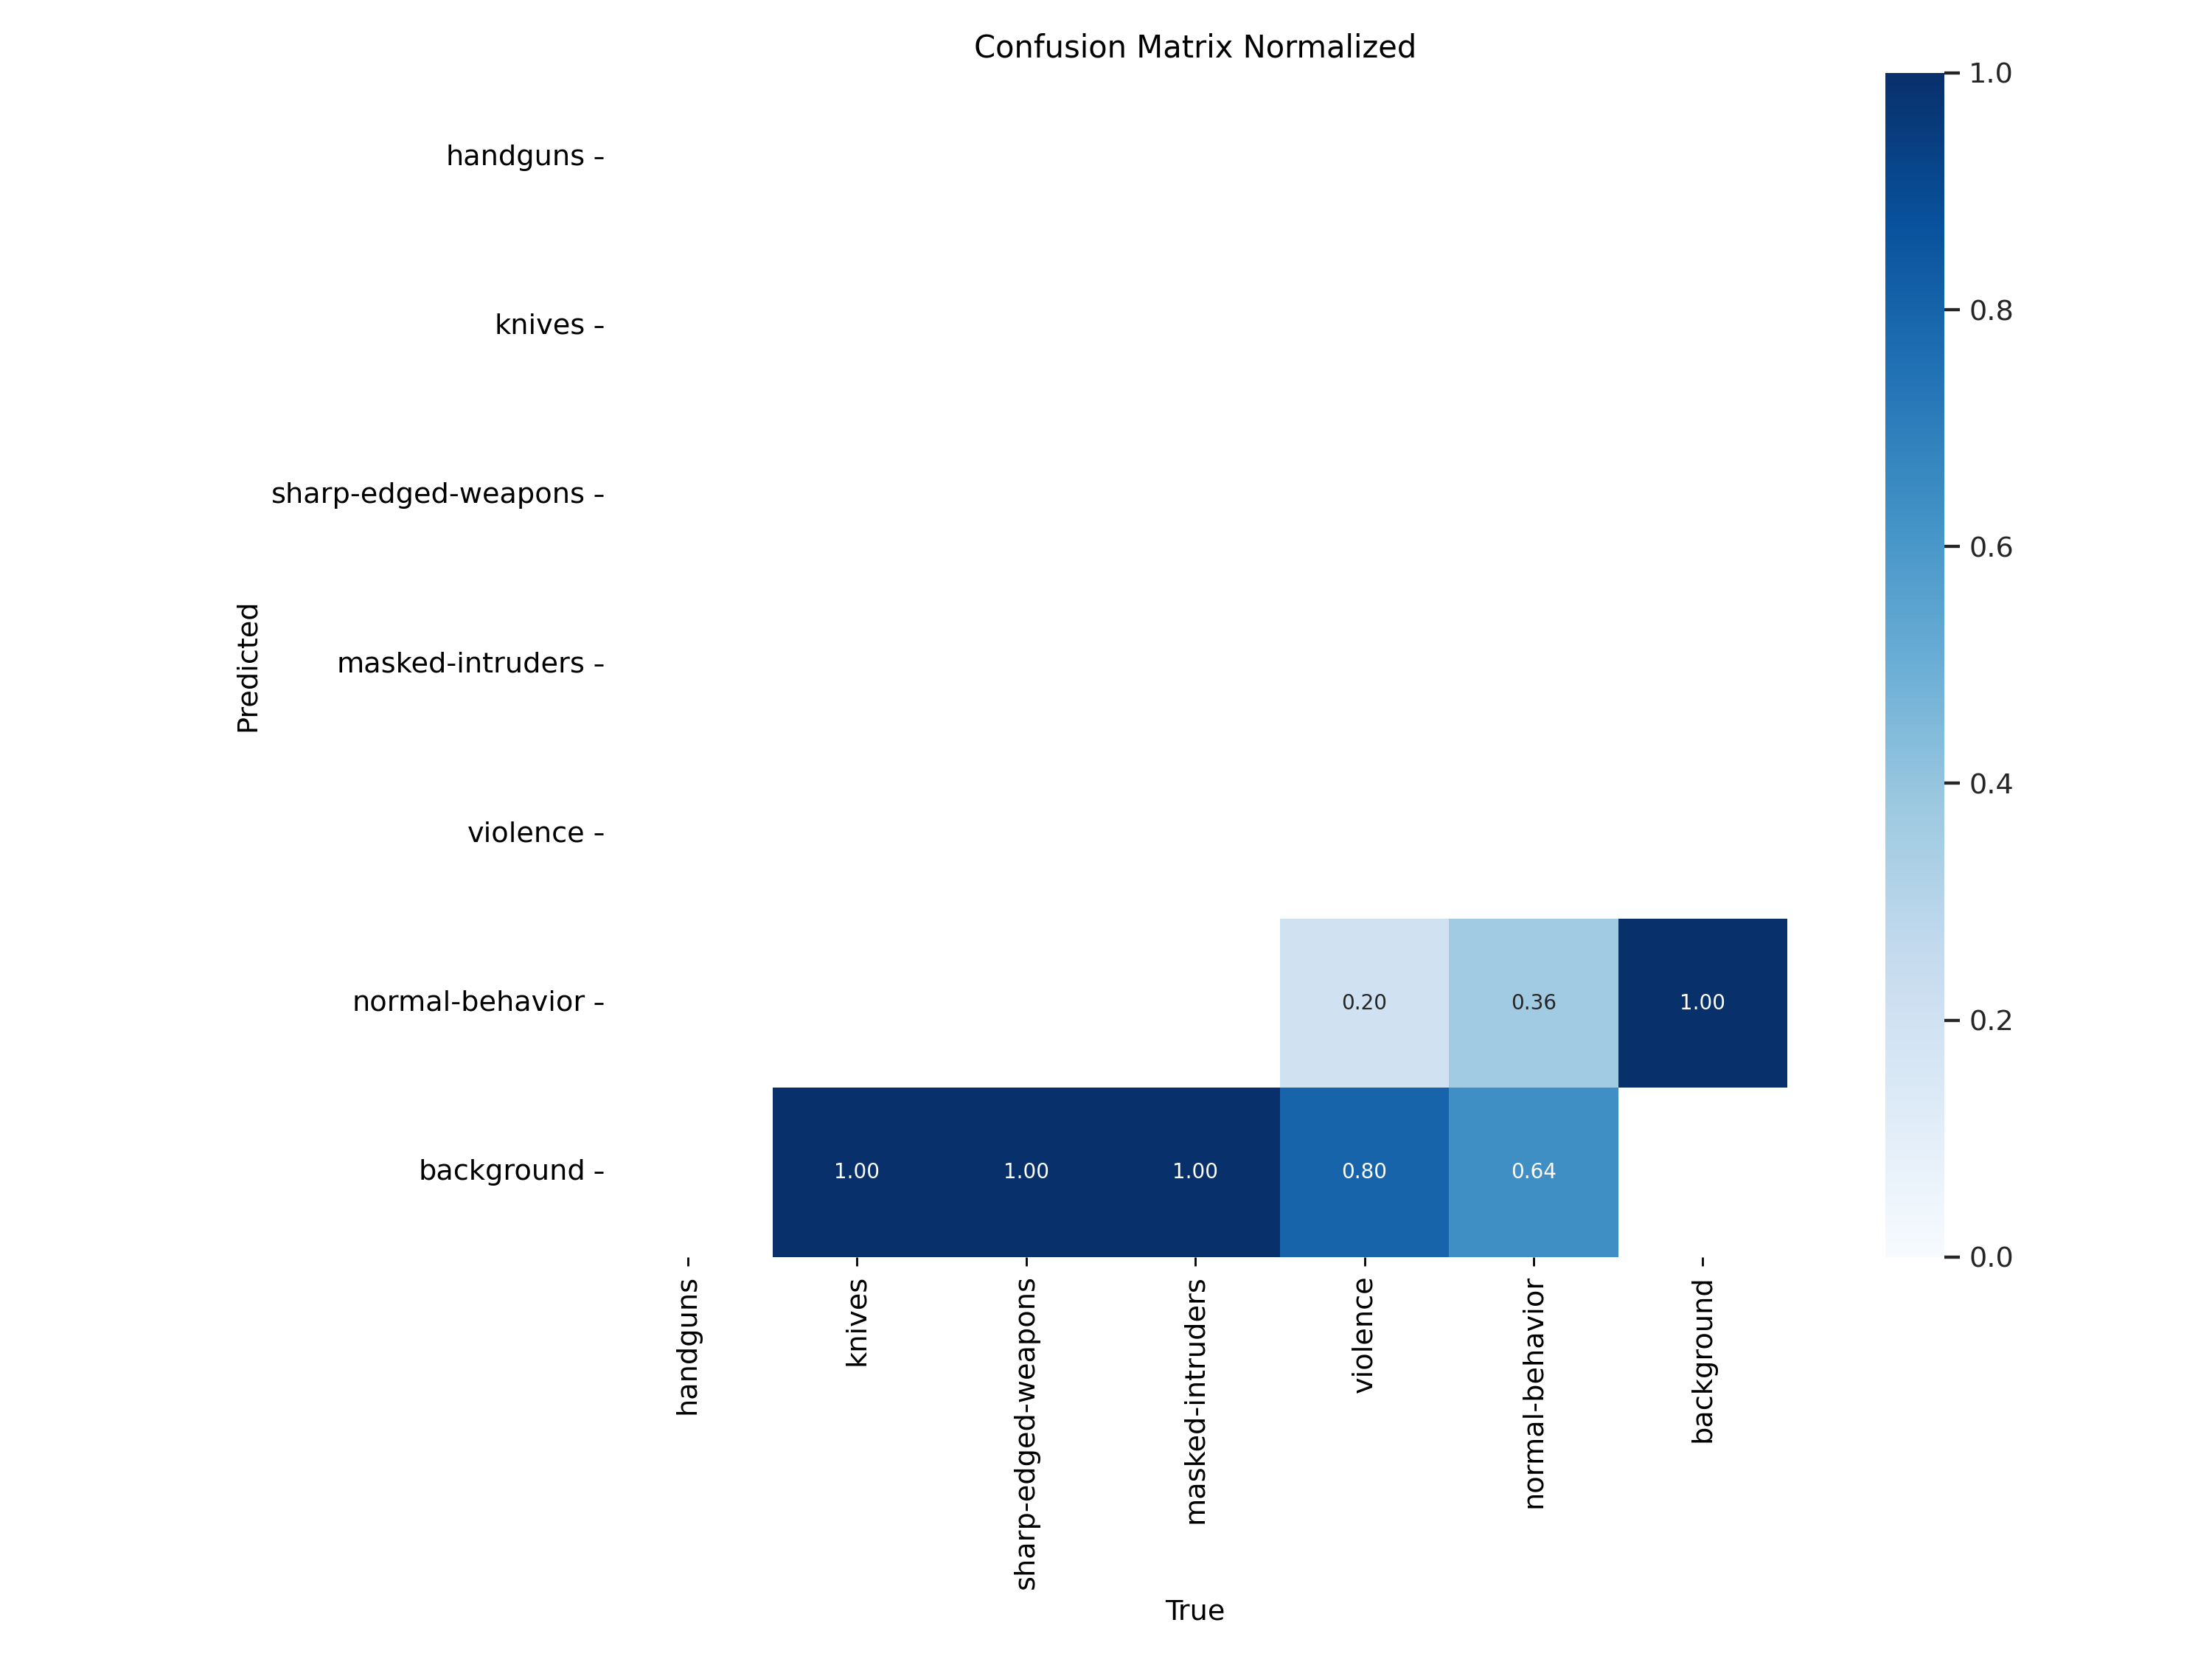 Confusion Matrix Normalized
handguns
knives
sharp-edged-weapons
masked-intruders
violence
normal-behavior
background
Predicted
0.20 0.36 1.00
1.00 1.00 1.00 0.80 0.64
handguns
knives
sharp-edged-weapons
masked-intruders
violence
normal-behavior
background
True
1.0
0.8
0.6
0.4
0.2
0.0